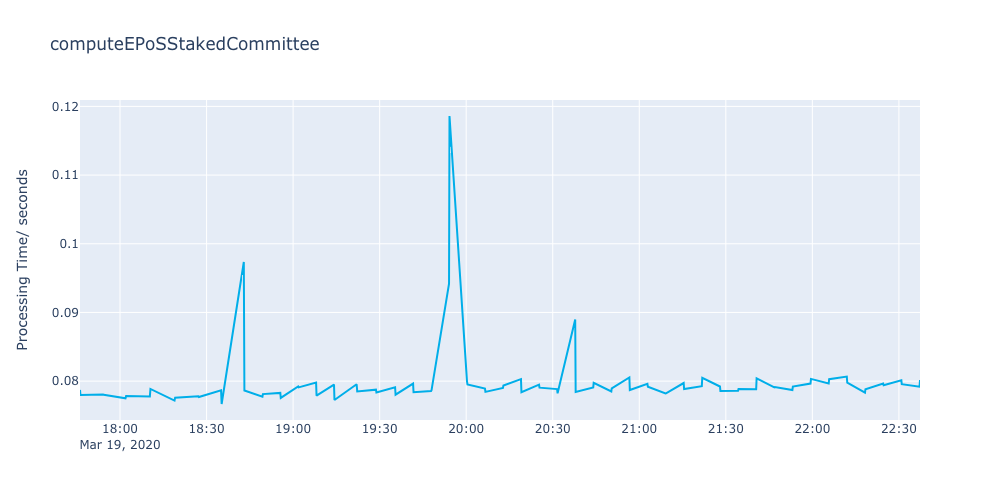 computeEPoSStakedCommittee
Processing Time/ seconds
0.12
0.11
0.1
0.09
0.08
18:00 18:30 19:00 19:30 20:00 20:30 21:00 21:30 22:00 22:30
Mar 19, 2020